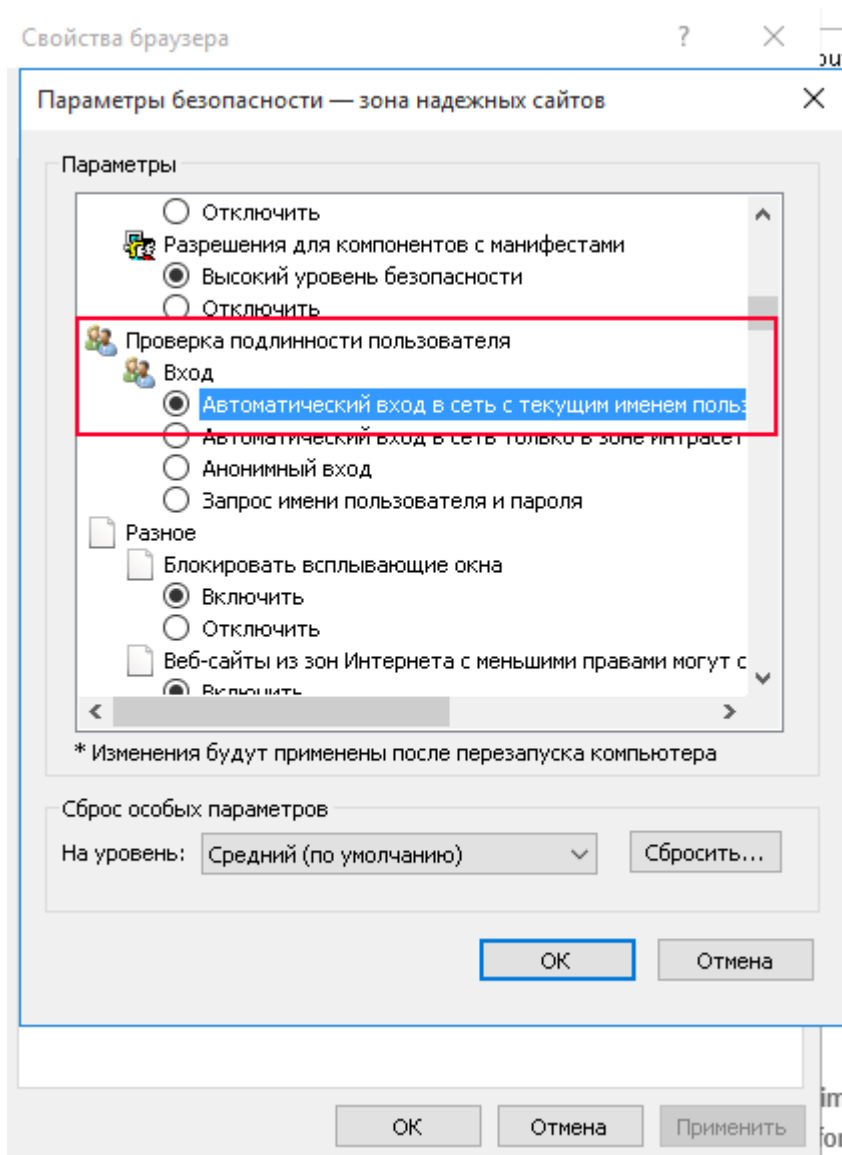 Свойства браузера ?
Параметры безопасности — зона надежных сайтов
Параметры
Отключить
Разрешения для компонентов с манифестами
Высокий уровень безопасности
Отключить
Проверка подлинности пользователя
Вход
Автоматический вход в сеть с текущим именем польз
Автоматический вход в сеть только в зоне интрасет
Анонимный вход
Запрос имени пользователя и пароля
Разное
Блокировать всплывающие окна
Включить
Отключить
Веб-сайты из зон Интернета с меньшими правами могут с
Включить
* Изменения будут применены после перезапуска компьютера
Сброс особых параметров
На уровень: Средний (по умолчанию) Сбросить...
ОК Отмена
ОК Отмена Применить